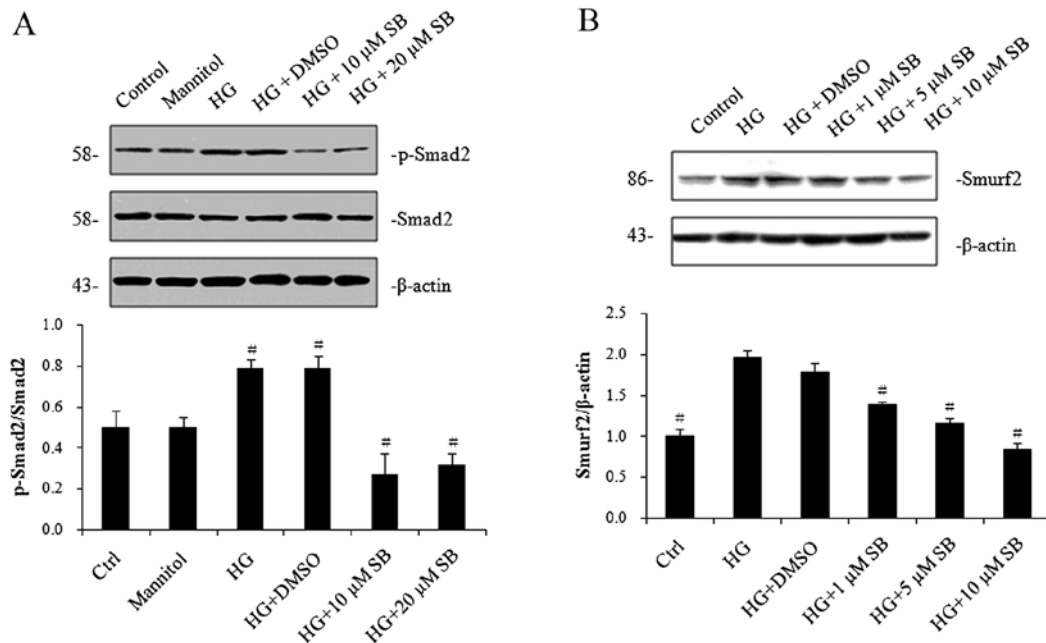 A
Control
Mannitol
HG
HG + DMSO
HG + 10 μM SB
HG + 20 μM SB
58-
-p-Smad2
58-
-Smad2
43-
-β-actin
p-Smad2/Smad2
1.0
0.8
0.6
0.4
0.2
0.0
#
#
#
#
Ctrl
Mannitol
HG
HG+DMSO
HG+10 μM SB
HG+20 μM SB
B
Control
HG
HG + DMSO
HG +1 μM SB
HG + 5 μM SB
HG + 10 μM SB
86-
-Smurf2
43-
-β-actin
Smurf2/β-actin
2.5
2.0
1.5
1.0
0.5
0.0
#
#
#
#
Ctrl
HG
HG+DMSO
HG+1 μM SB
HG+5 μM SB
HG+10 μM SB